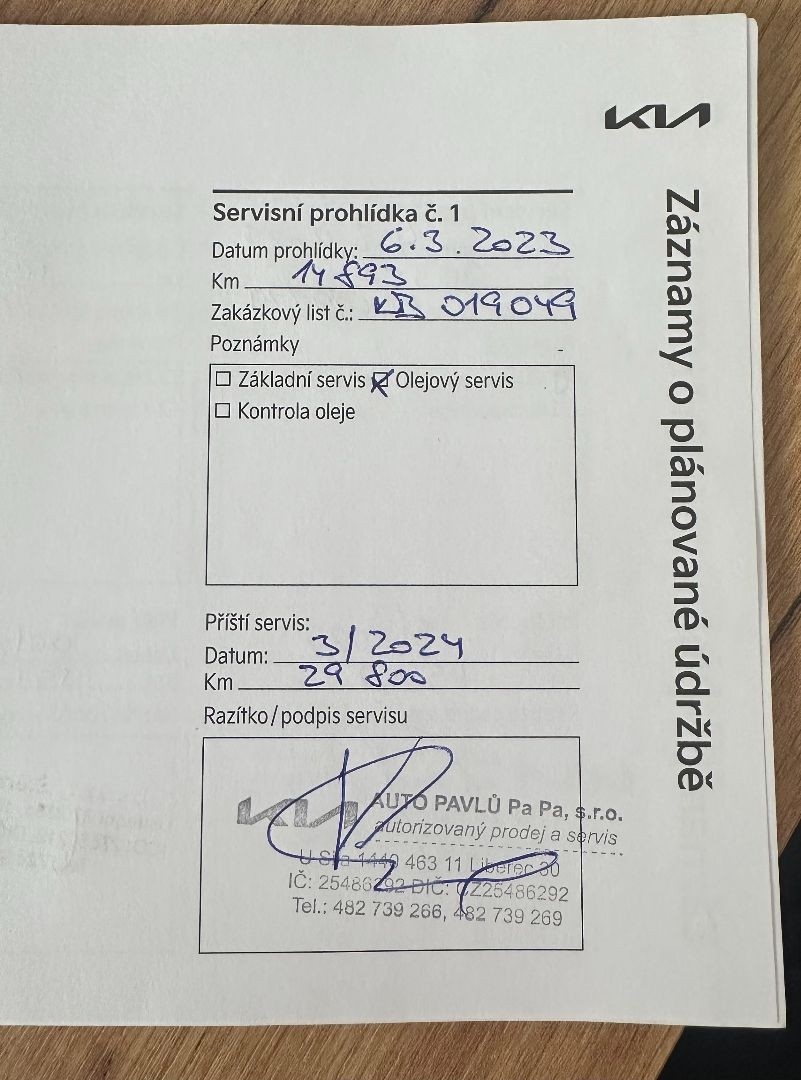 KIA
Záznamy o plánované údržbě
Servisní prohlídka č. 1
Datum prohlídky: 6.3.2023
Km 14 893
Zakázkový list č.: KB 019049
Poznámky
Základní servis Olejový servis
Kontrola oleje
Příští servis:
Datum: 3/2024
Km 29 800
Razítko/podpis servisu
KIA AUTO PAVLŮ Pa Pa, s.r.o.
autorizovaný prodej a servis
U 1440 463 11 Liberec 30
IČ: 25486292 DIČ: CZ25486292
Tel.: 482 739 266, 482 739 269